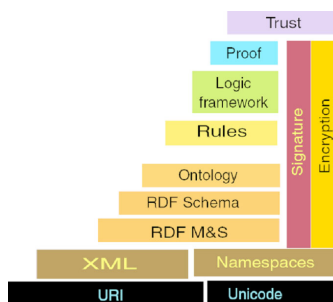 Trust
Proof
Logic
framework
Rules
Ontology
RDF Schema
RDF M&S
Signature
Encryption
XML
Namespaces
URI
Unicode